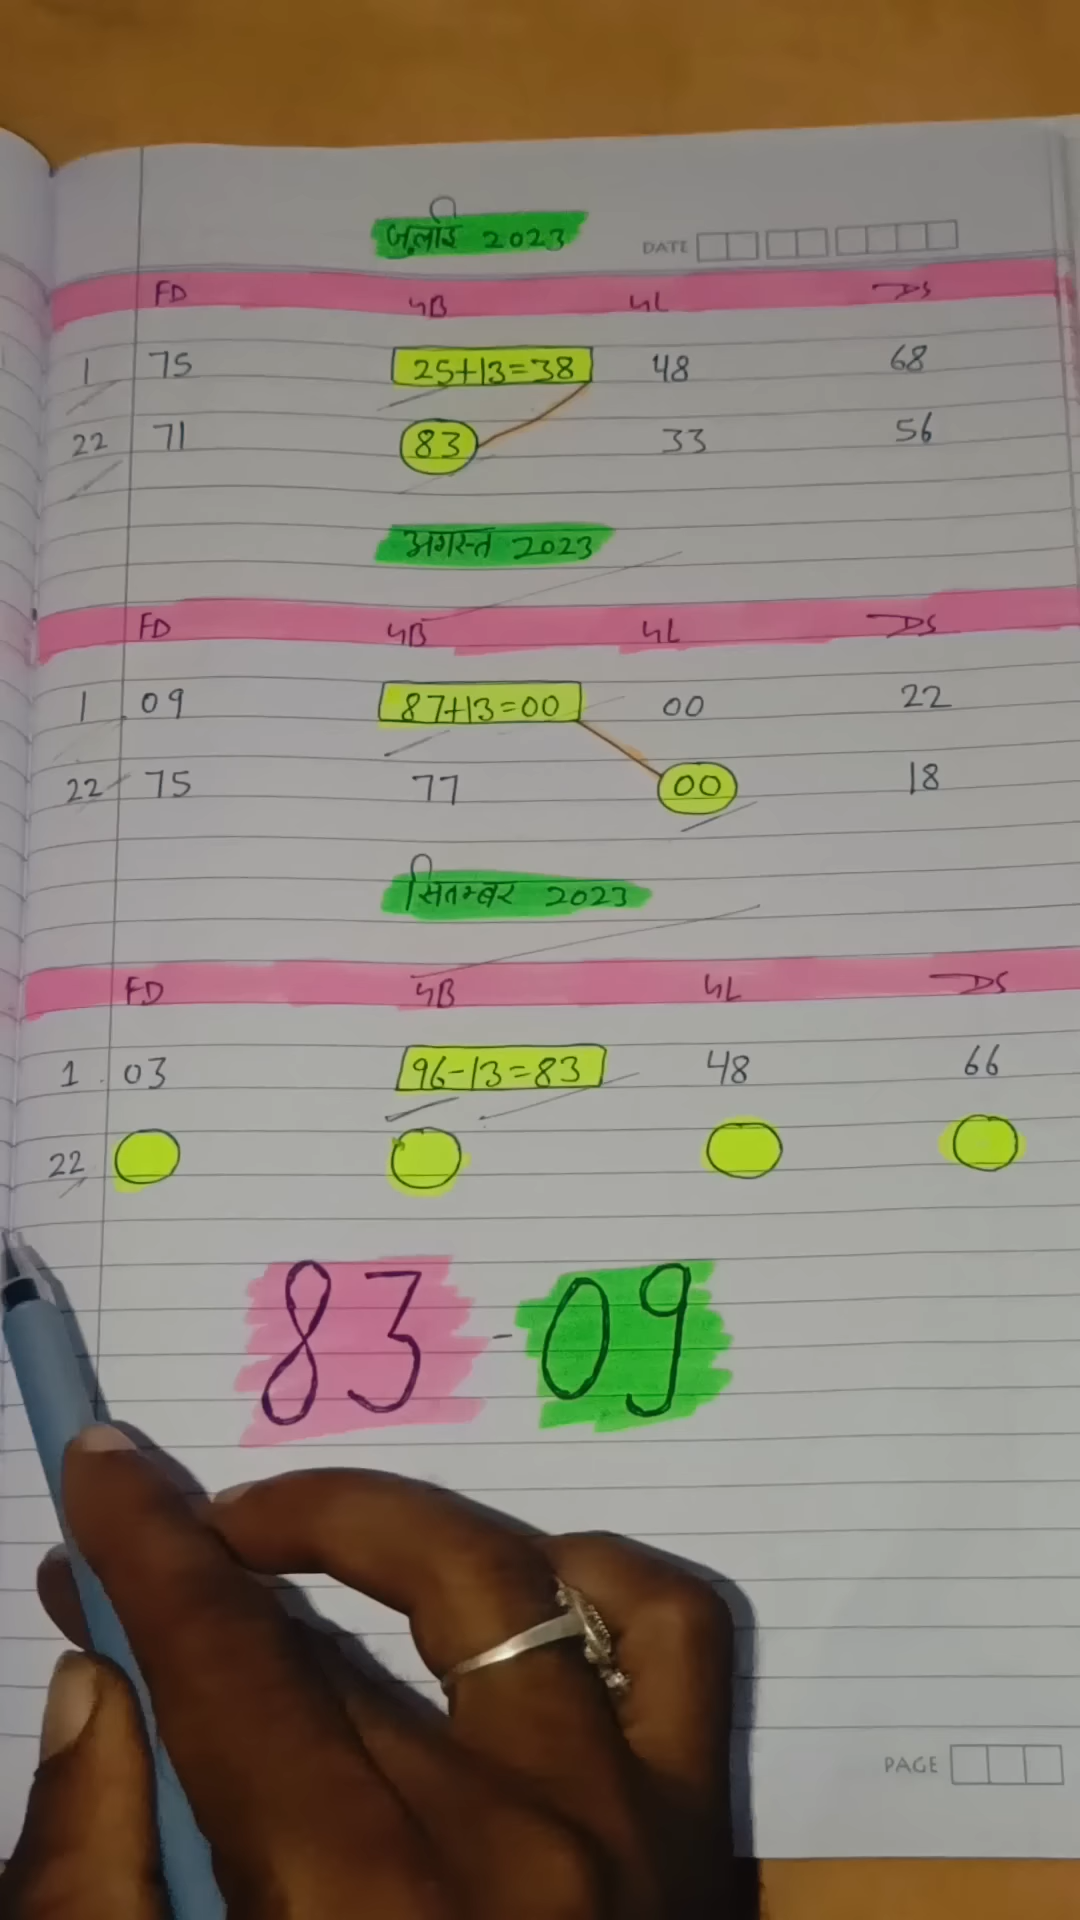 जुलाई 2023
DATE
FD GB GL DS
1 75 25+13=38 48 68
22 71 83 33 56
अगस्त 2023
FD GB GL DS
1 09 87+13=00 00 22
22 75 77 00 18
सितम्बर 2023
FD GB GL DS
1 03 96-13=83 48 66
22
83 - 09
PAGE